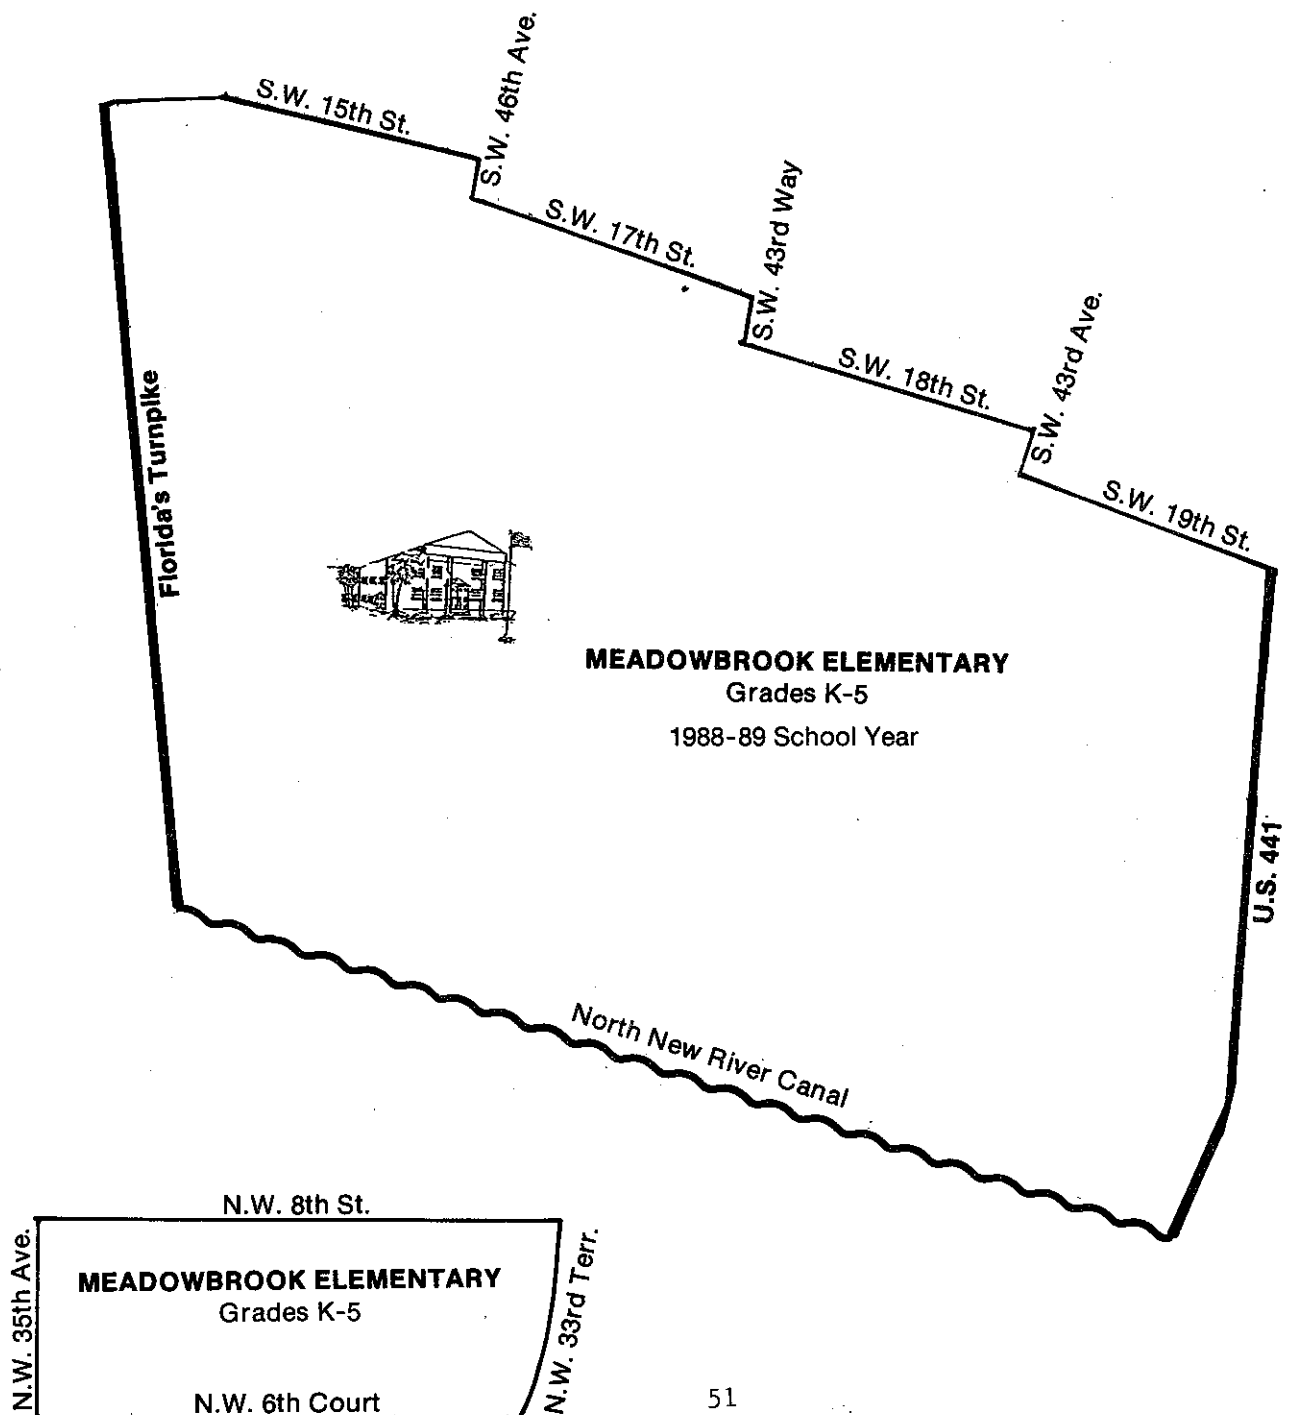 S.W. 15th St.
S.W. 46th Ave.
S.W. 17th St.
S.W. 43rd Way
S.W. 18th St.
S.W. 43rd Ave.
S.W. 19th St.
Florida's Turnpike
MEADOWBROOK ELEMENTARY
Grades K-5
1988-89 School Year
U.S. 441
North New River Canal
N.W. 8th St.
N.W. 35th Ave.
MEADOWBROOK ELEMENTARY
Grades K-5
N.W. 33rd Terr.
N.W. 6th Court
51